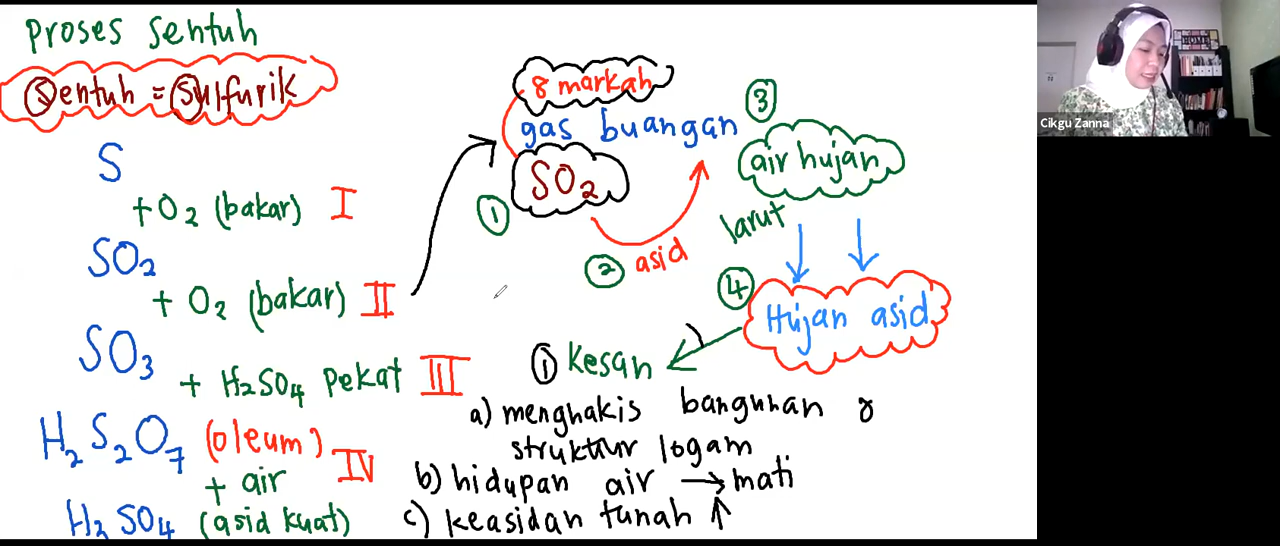 Proses Sentuh
Sentuh = Sulfurik
S
+ O2 (bakar) I
SO2
+ O2 (bakar) II
SO3
+ H2SO4 pekat III
H2S2O7 (oleum)
+ air IV
H2SO4 (asid kuat)
8 markah
gas buangan
① SO2
② asid
③
air hujan
larut
④ Hujan asid
① Kesan
a) menghakis bangunan &
struktur logam
b) hidupan air → mati
c) keasidan tanah ↑
Cikgu Zanna
HOME